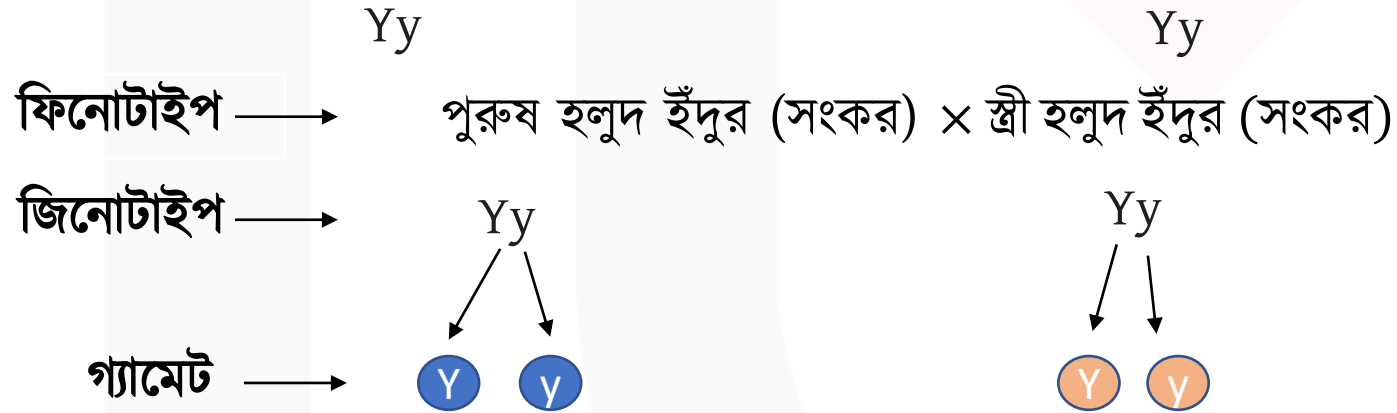 Yy Yy
ফিনোটাইপ পুরুষ হলুদ ইঁদুর (সংকর) × স্ত্রী হলুদ ইঁদুর (সংকর)
জিনোটাইপ Yy Yy
গ্যামেট Y y Y y